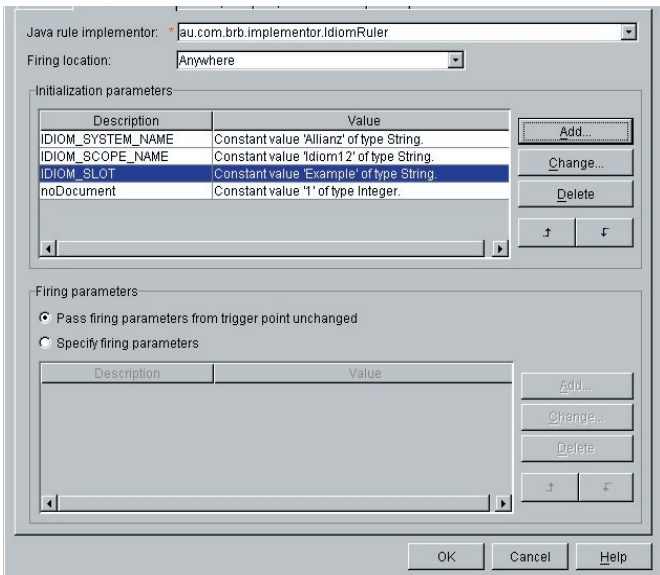 Java rule implementor: * au.com.brb.implementor.IdiomRuler
Firing location: Anywhere
Initialization parameters
Description Value
IDIOM_SYSTEM_NAME Constant value 'Allianz' of type String.
IDIOM_SCOPE_NAME Constant value 'Idiom12' of type String.
IDIOM_SLOT Constant value 'Example' of type String.
noDocument Constant value '1' of type Integer.
Add...
Change...
Delete
Firing parameters
Pass firing parameters from trigger point unchanged
Specify firing parameters
Description Value
Add...
Change...
Delete
OK Cancel Help